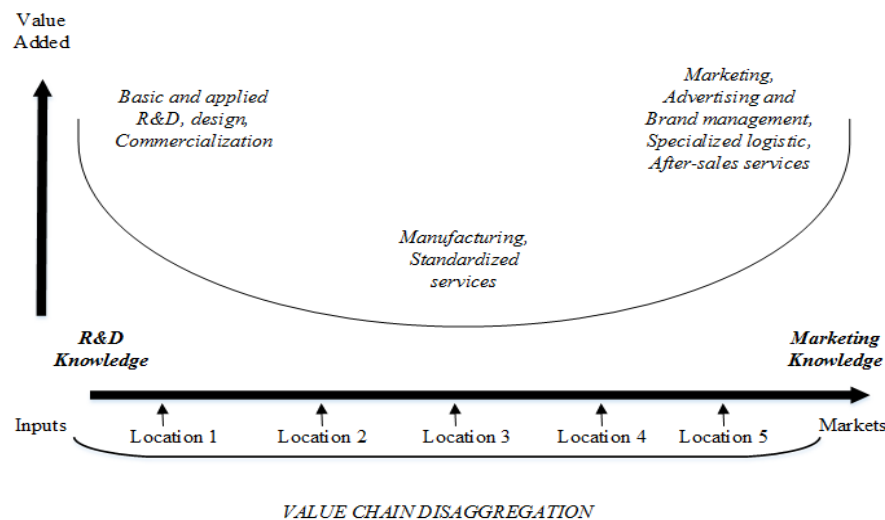 Value
Added
Basic and applied
R&D, design,
Commercialization
Marketing,
Advertising and
Brand management,
Specialized logistic,
After-sales services
Manufacturing,
Standardized
services
R&D
Knowledge
Marketing
Knowledge
Inputs
Location 1
Location 2
Location 3
Location 4
Location 5
Markets
VALUE CHAIN DISAGGREGATION